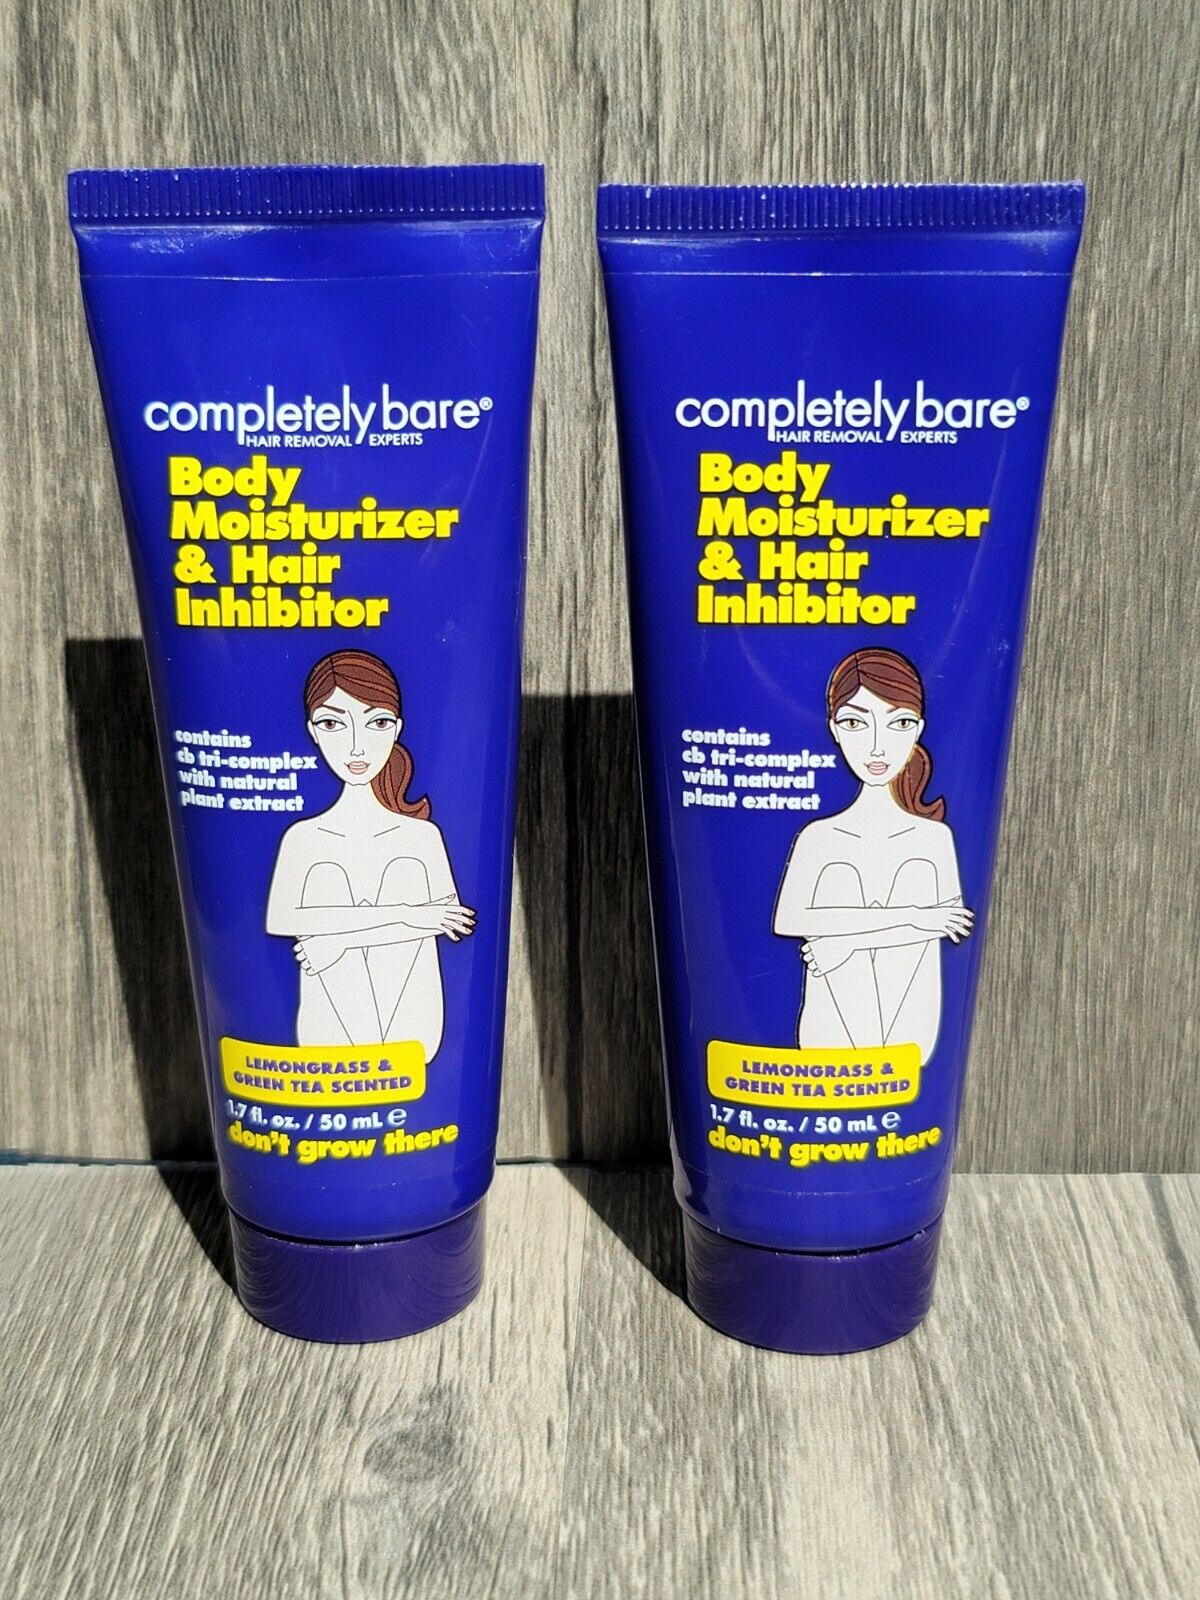 completely bare®
HAIR REMOVAL EXPERTS
Body
Moisturizer
& Hair
Inhibitor
contains
cb tri-complex
with natural
plant extract
LEMONGRASS &
GREEN TEA SCENTED
1.7 fl. oz. / 50 mL ℮
don't grow there
completely bare®
HAIR REMOVAL EXPERTS
Body
Moisturizer
& Hair
Inhibitor
contains
cb tri-complex
with natural
plant extract
LEMONGRASS &
GREEN TEA SCENTED
1.7 fl. oz. / 50 mL ℮
don't grow there